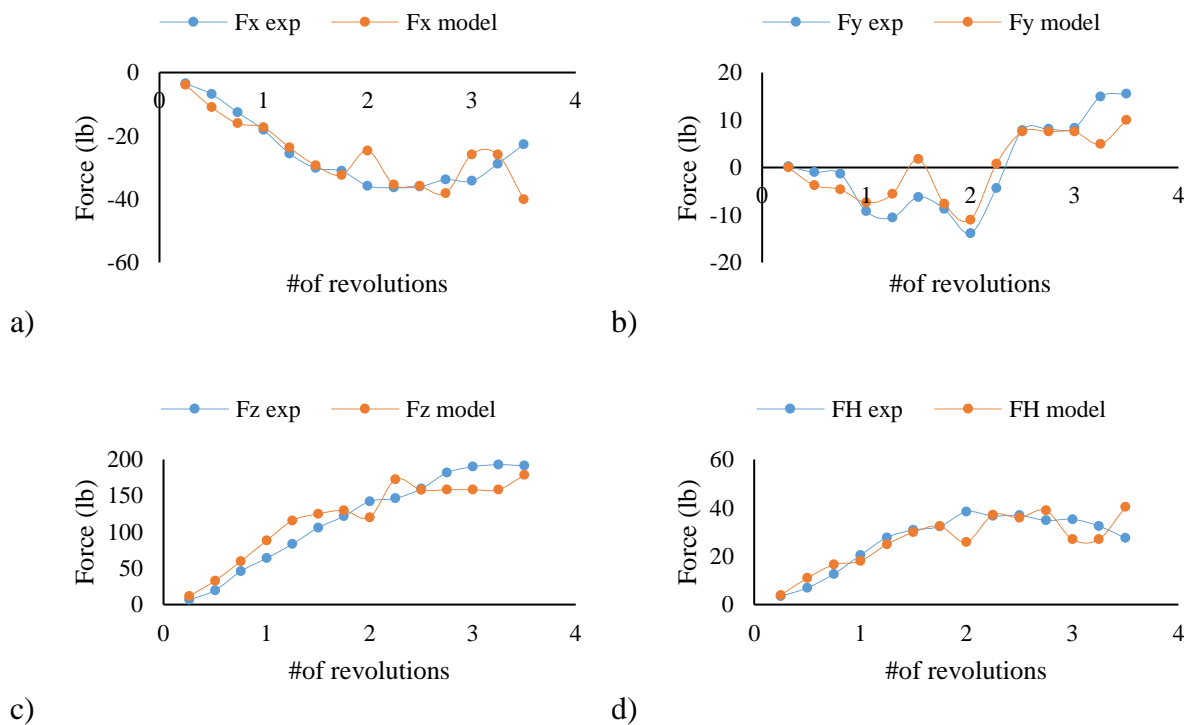 Fx exp Fx model
0
-20
-40
-60
0 1 2 3 4
Force (lb)
#of revolutions
a)
Fy exp Fy model
20
10
0
-10
-20
0 1 2 3 4
Force (lb)
#of revolutions
b)
Fz exp Fz model
200
150
100
50
0
0 1 2 3 4
Force (lb)
#of revolutions
c)
FH exp FH model
60
40
20
0
0 1 2 3 4
Force (lb)
#of revolutions
d)